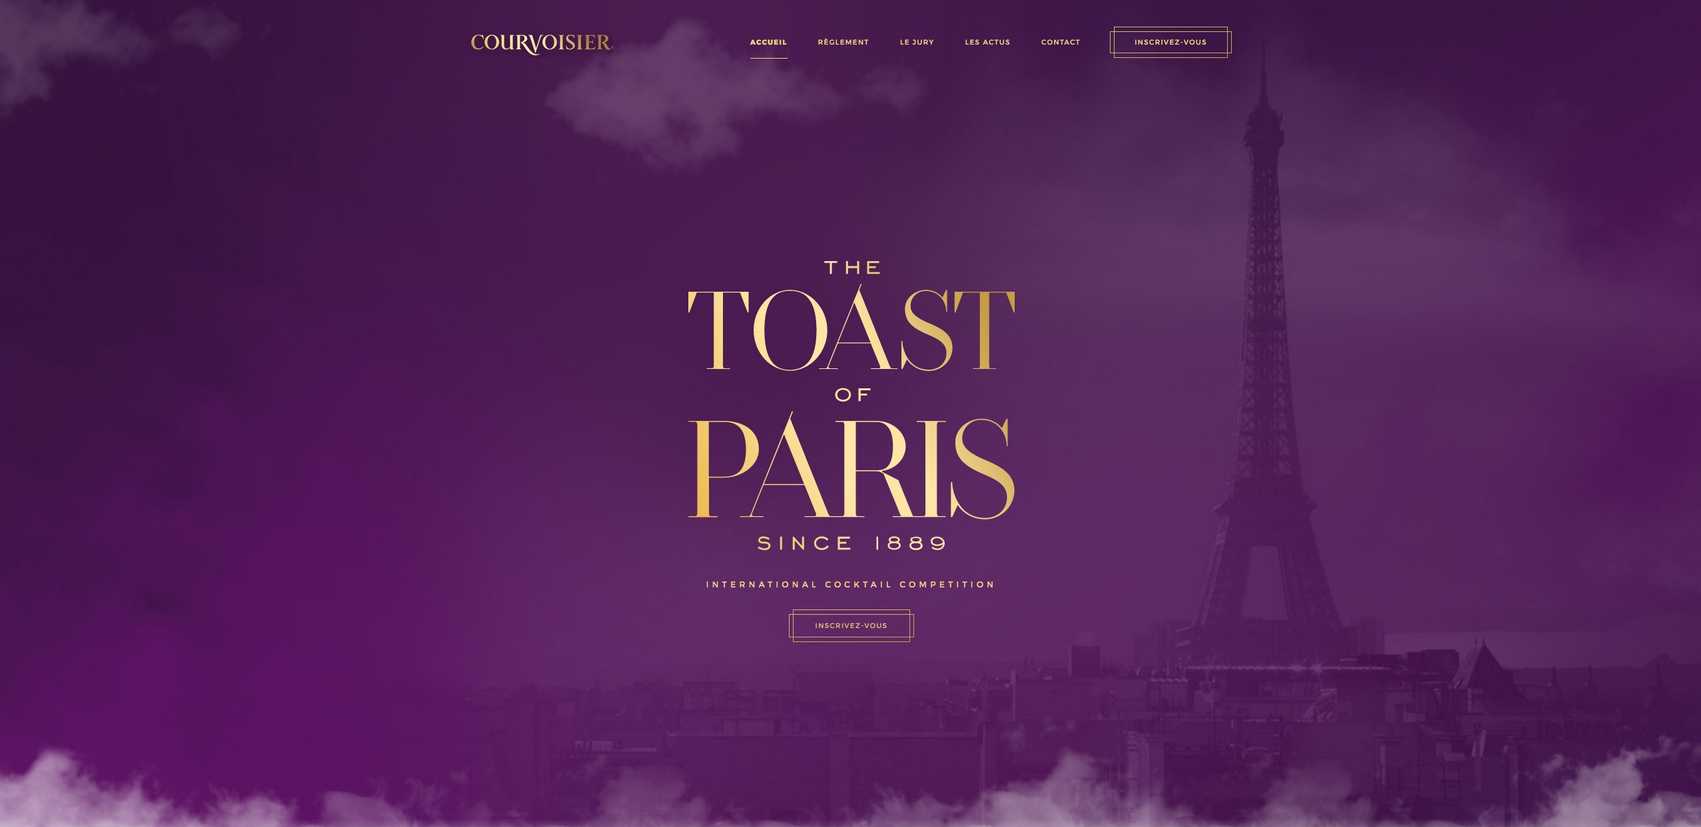 COURVOISIER
ACCUEIL RÈGLEMENT LE JURY LES ACTUS CONTACT INSCRIVEZ-VOUS
THE
TOAST
OF
PARIS
SINCE 1889
INTERNATIONAL COCKTAIL COMPETITION
INSCRIVEZ-VOUS